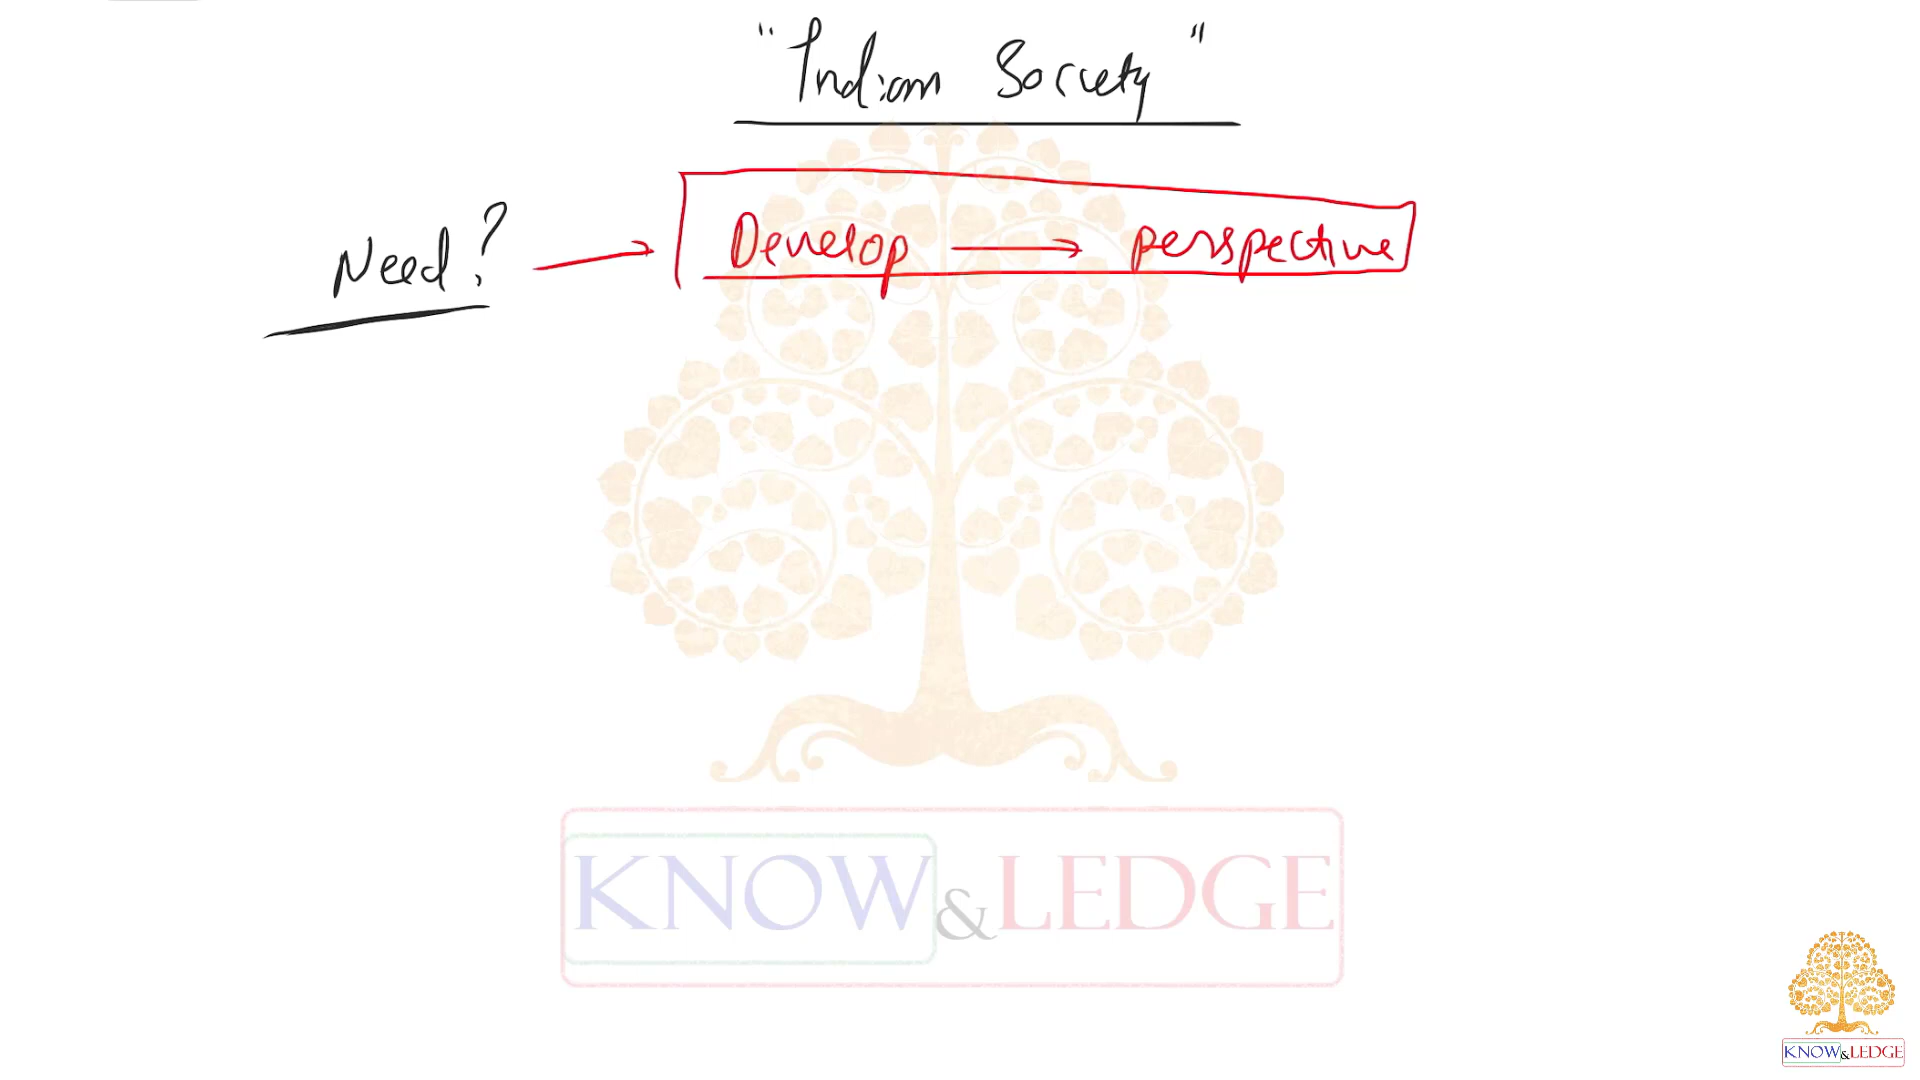 "Indian Society"
Need? → Develop → perspective
KNOW&LEDGE
KNOW&LEDGE